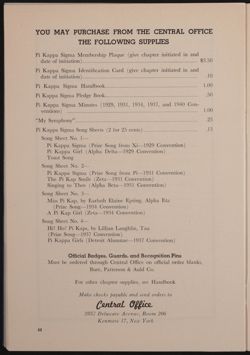 YOU MAY PURCHASE FROM THE CENTRAL OFFICE
THE FOLLOWING SUPPLIES
Pi Kappa Sigma Membership Plaque (give chapter initiated in and
date of initiation) $3.50
Pi Kappa Sigma Identification Card (give chapter initiated in and
date of initiation) .10
Pi Kappa Sigma Handbook 1.00
Pi Kappa Sigma Pledge Book .50
Pi Kappa Sigma Minutes (1929, 1931, 1934, 1937, and 1940 Con-
ventions) 1.00
"My Symphony" .25
Pi Kappa Sigma Song Sheets (2 for 25 cents) .15
Song Sheet No. 1—
Pi Kappa Sigma (Prize Song from Xi—1929 Convention)
Pi Kappa Girl (Alpha Delta—1929 Convention)
Toast Song
Song Sheet No. 2—
Pi Kappa Sigma (Prize Song from Pi—1931 Convention)
The Pi Kap Smile (Zeta—1931 Convention)
Singing to Thee (Alpha Beta—1931 Convention)
Song Sheet No. 3—
Miss Pi Kap, by Karleth Elaine Epting, Alpha Eta
(Prize Song—1934 Convention)
A Pi Kap Girl (Zeta—1934 Convention)
Song Sheet No. 4—
Hi! Ho! Pi Kaps, by Lillian Laughlin, Iota
(Prize Song—1937 Convention)
Pi Kappa Girls (Detroit Alumnae—1937 Convention)
Official Badges, Guards, and Recognition Pins
Must be ordered through Central Office on official order blanks,
Burr, Patterson & Auld Co.
For other chapter supplies, see Handbook
Make checks payable and send orders to
Central Office
Delaware Avenue, Room 206
Kenmore 17, New York
44